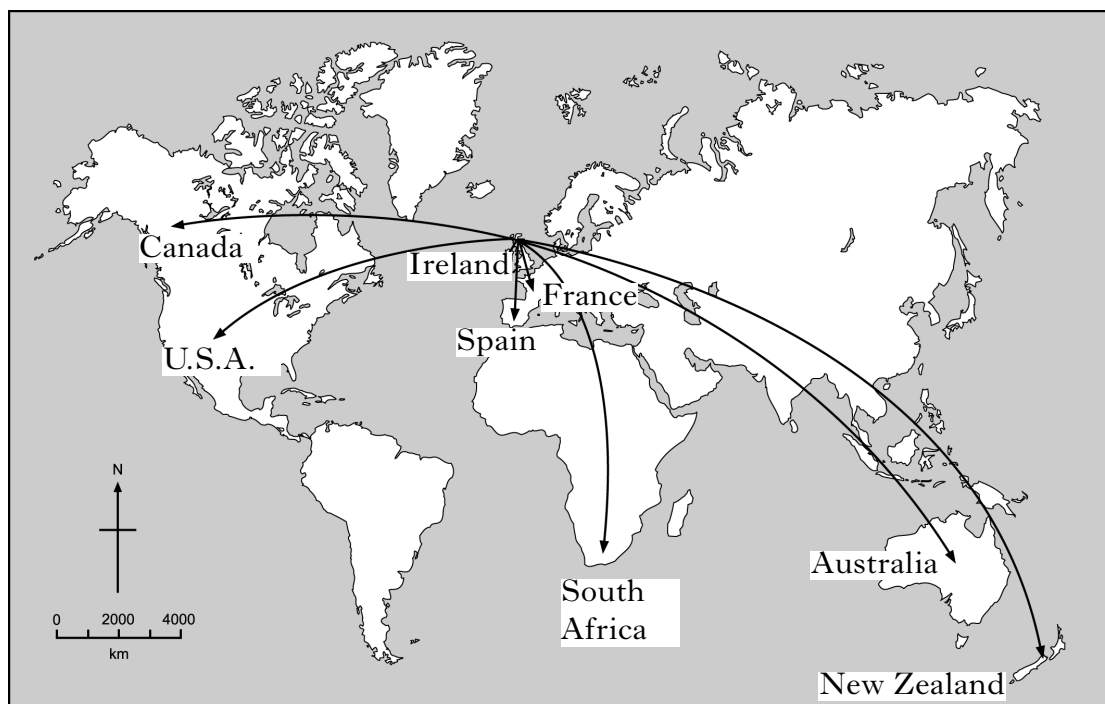 Canada
Ireland
France
Spain
U.S.A.
N
Australia
South
Africa
0 2000 4000
km
New Zealand